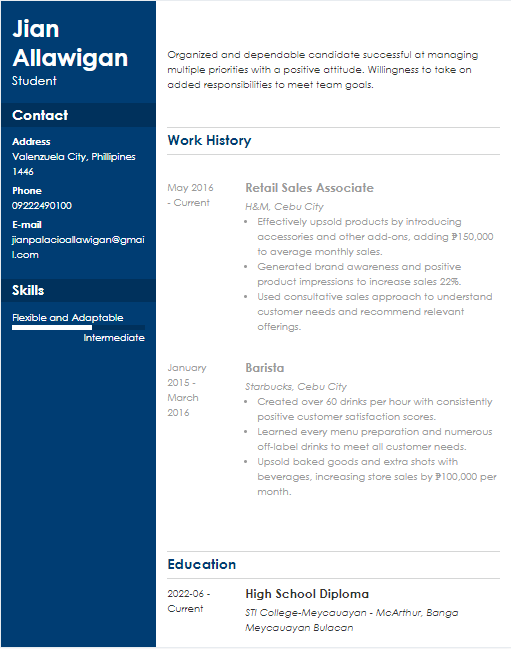 Jian
Allawigan
Student
Contact
Address
Valenzuela City, Phillipines
1446
Phone
09222490100
E-mail
jianpalacioallawigan@gmai
l.com
Skills
Flexible and Adaptable
Intermediate
Organized and dependable candidate successful at managing
multiple priorities with a positive attitude. Willingness to take on
added responsibilities to meet team goals.
Work History
May 2016
- Current
Retail Sales Associate
H&M, Cebu City
• Effectively upsold products by introducing
accessories and other add-ons, adding ₱150,000
to average monthly sales.
• Generated brand awareness and positive
product impressions to increase sales 22%.
• Used consultative sales approach to understand
customer needs and recommend relevant
offerings.
January
2015 -
March
2016
Barista
Starbucks, Cebu City
• Created over 60 drinks per hour with consistently
positive customer satisfaction scores.
• Learned every menu preparation and numerous
off-label drinks to meet all customer needs.
• Upsold baked goods and extra shots with
beverages, increasing store sales by ₱100,000 per
month.
Education
2022-06 -
Current
High School Diploma
STI College-Meycauayan - McArthur, Banga
Meycauayan Bulacan